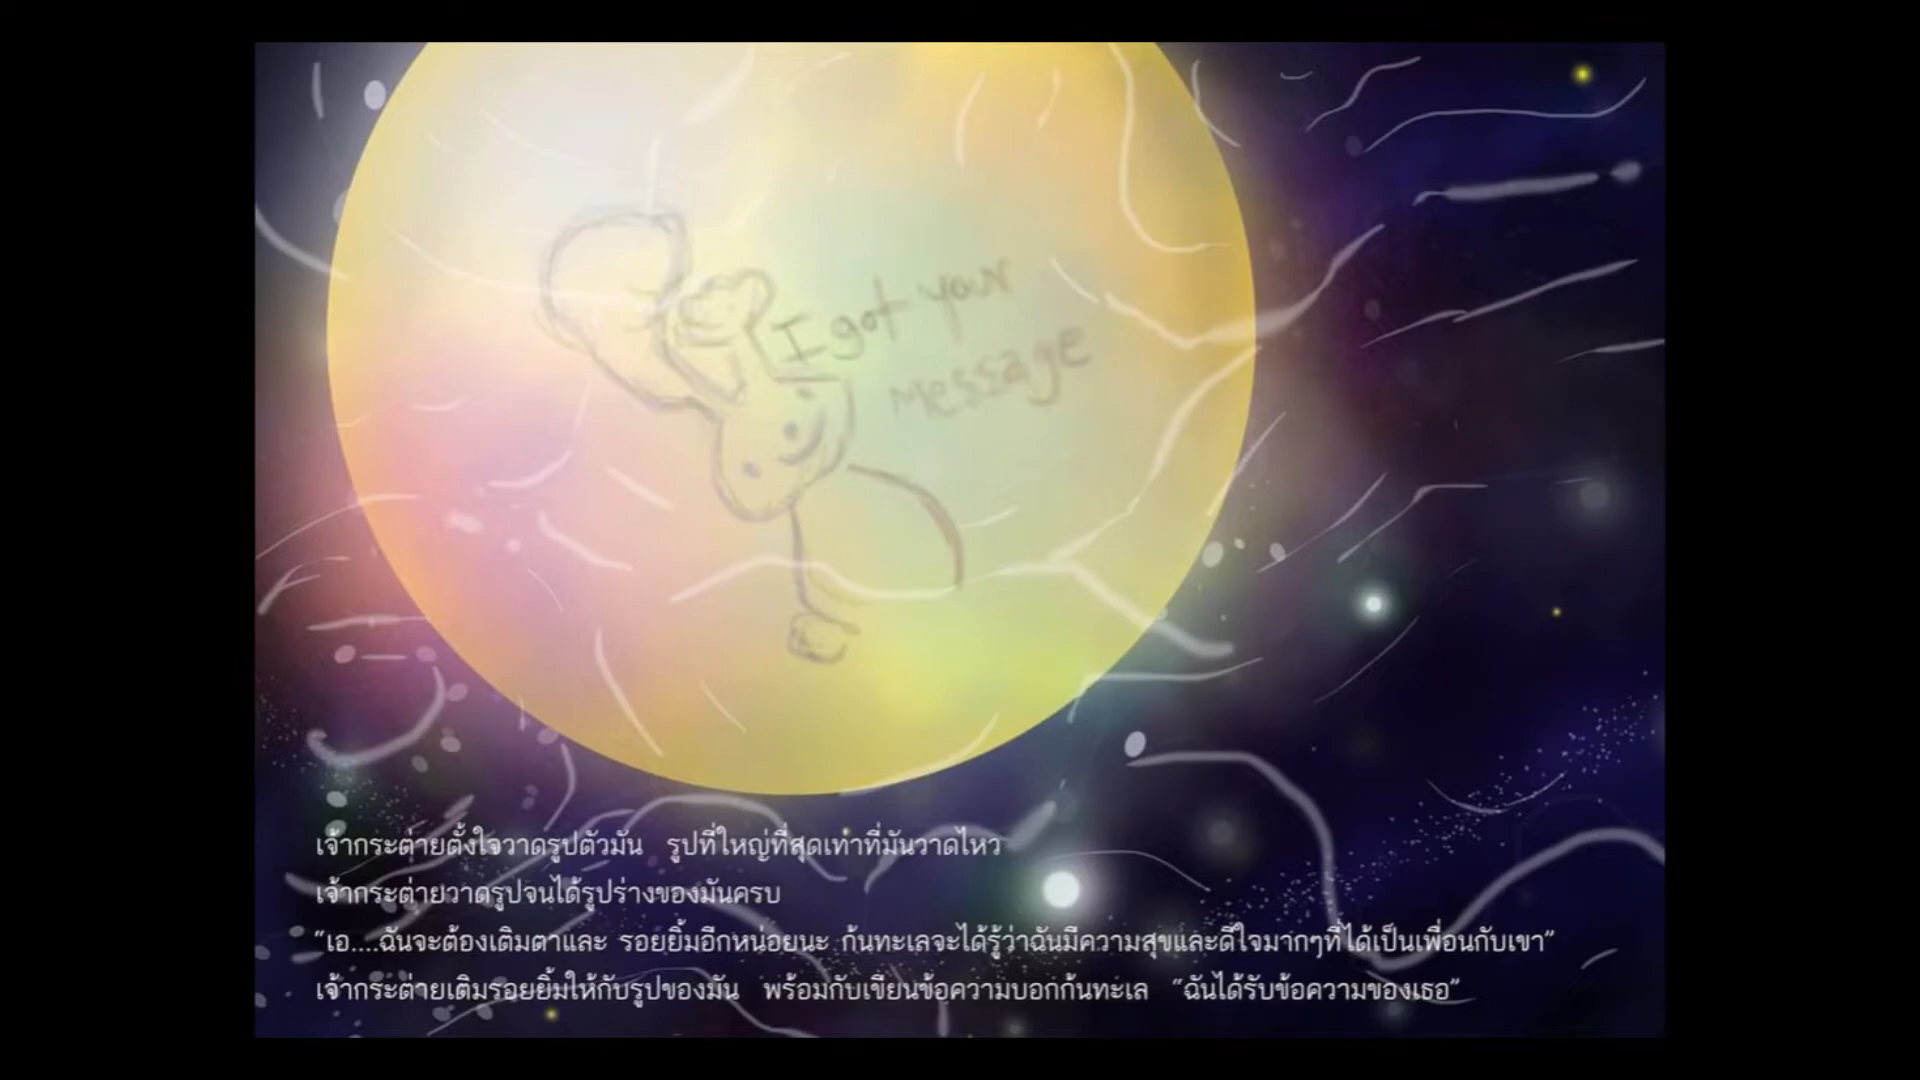 I got your
message
เจ้ากระต่ายตั้งใจวาดรูปตัวมัน รูปที่ใหญ่ที่สุดเท่าที่มันวาดไหว
เจ้ากระต่ายวาดรูปจนได้รูปร่างของมันครบ
“เอ....ฉันจะต้องเติมตาและ รอยยิ้มอีกหน่อยนะ ก้นทะเลจะได้รู้ว่าฉันมีความสุขและดีใจมากๆที่ได้เป็นเพื่อนกับเขา”
เจ้ากระต่ายเติมรอยยิ้มให้กับรูปของมัน พร้อมกับเขียนข้อความบอกก้นทะเล “ฉันได้รับข้อความของเธอ”